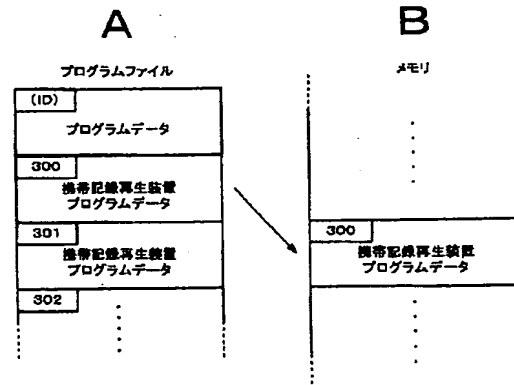 A
プログラムファイル
(ID)
プログラムデータ
300
携帯記録再生装置
プログラムデータ
301
携帯記録再生装置
プログラムデータ
302
B
メモリ
300
携帯記録再生装置
プログラムデータ